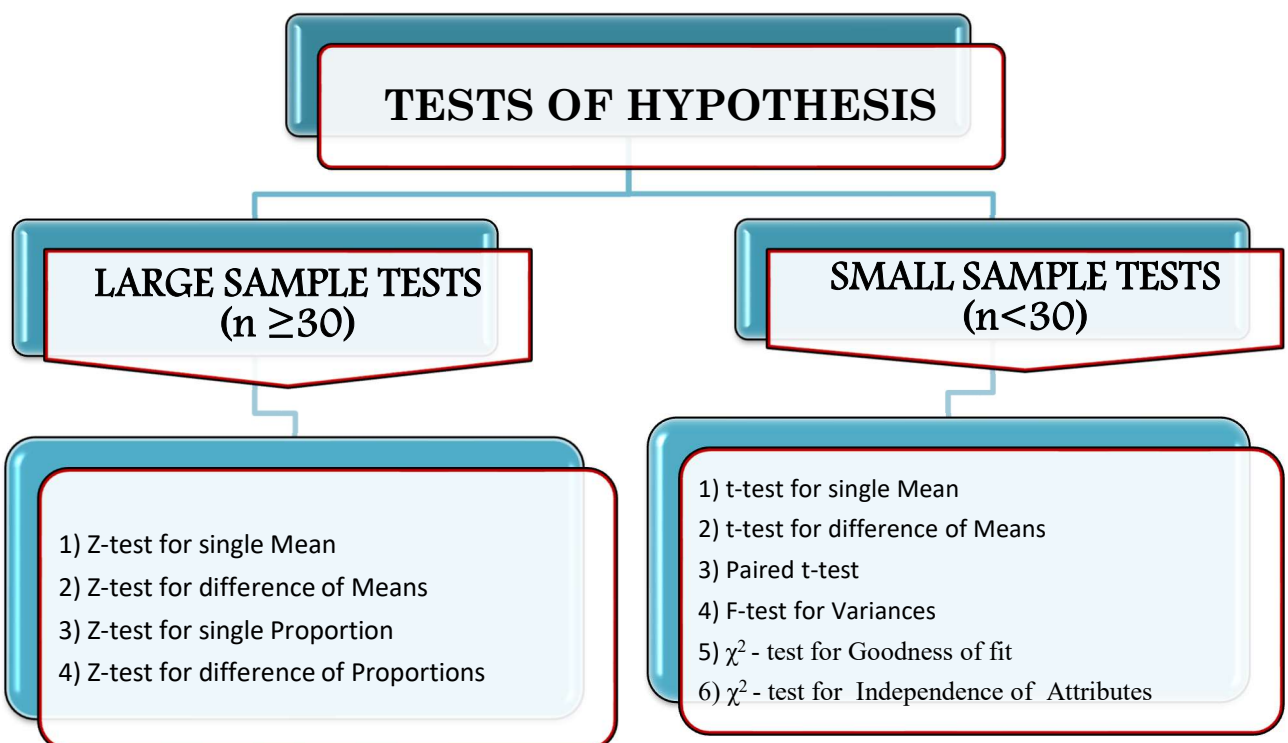 TESTS OF HYPOTHESIS
LARGE SAMPLE TESTS
(n ≥30)
1) Z-test for single Mean
2) Z-test for difference of Means
3) Z-test for single Proportion
4) Z-test for difference of Proportions
SMALL SAMPLE TESTS
(n<30)
1) t-test for single Mean
2) t-test for difference of Means
3) Paired t-test
4) F-test for Variances
5) χ² - test for Goodness of fit
6) χ² - test for Independence of Attributes